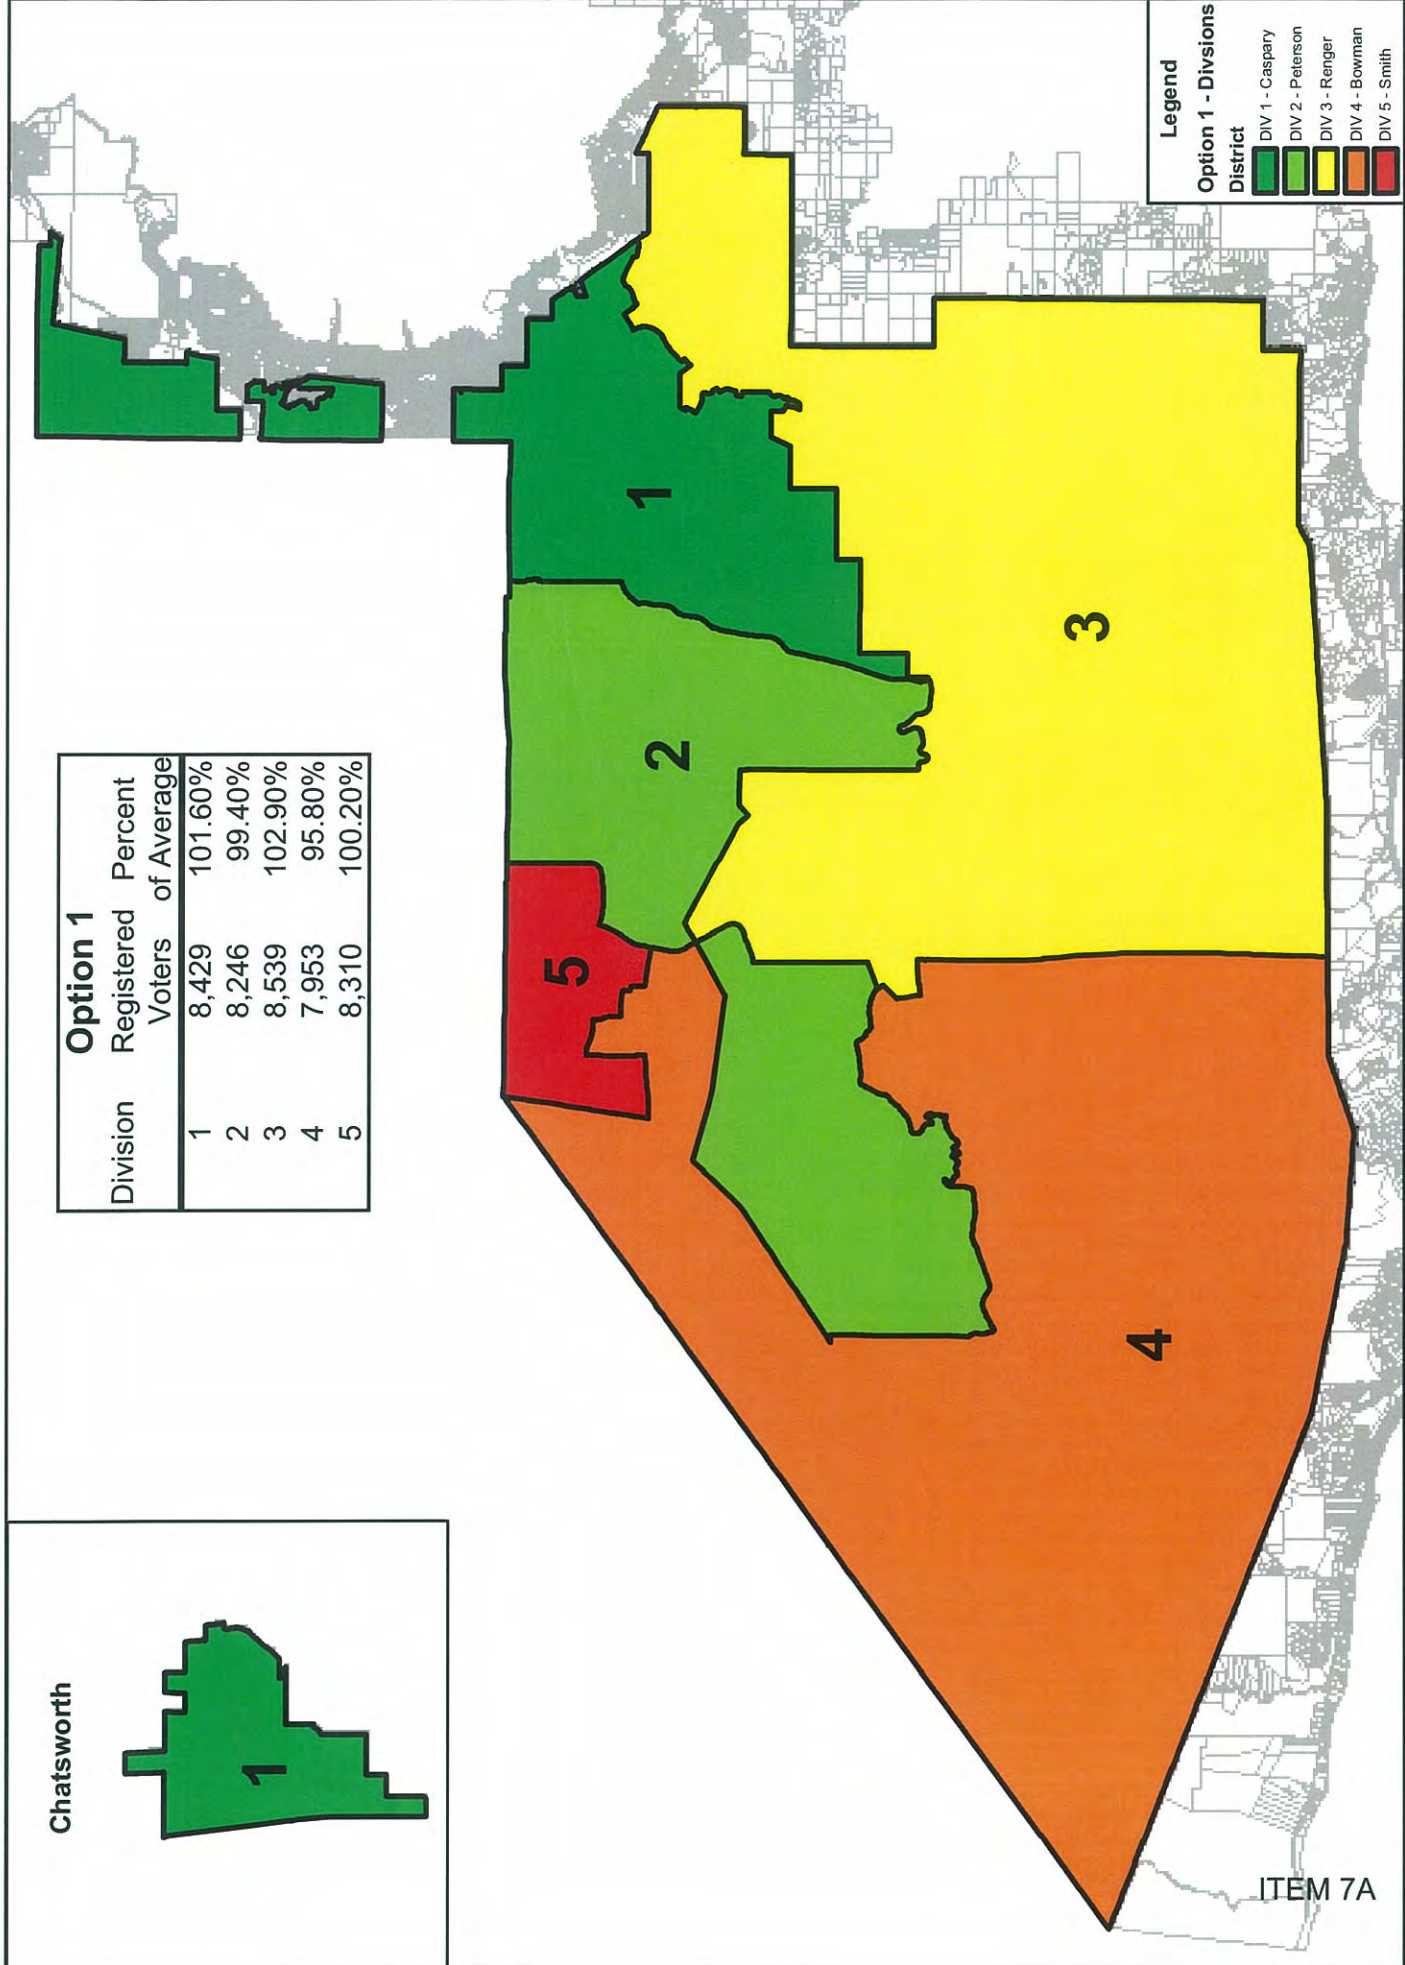 Chatsworth
1
Option 1
Division Registered Percent
Voters of Average
1 8,429 101.60%
2 8,246 99.40%
3 8,539 102.90%
4 7,953 95.80%
5 8,310 100.20%
5
2
1
4
3
Legend
Option 1 - Divsions
District
DIV 1 - Caspary
DIV 2 - Peterson
DIV 3 - Renger
DIV 4 - Bowman
DIV 5 - Smith
ITEM 7A